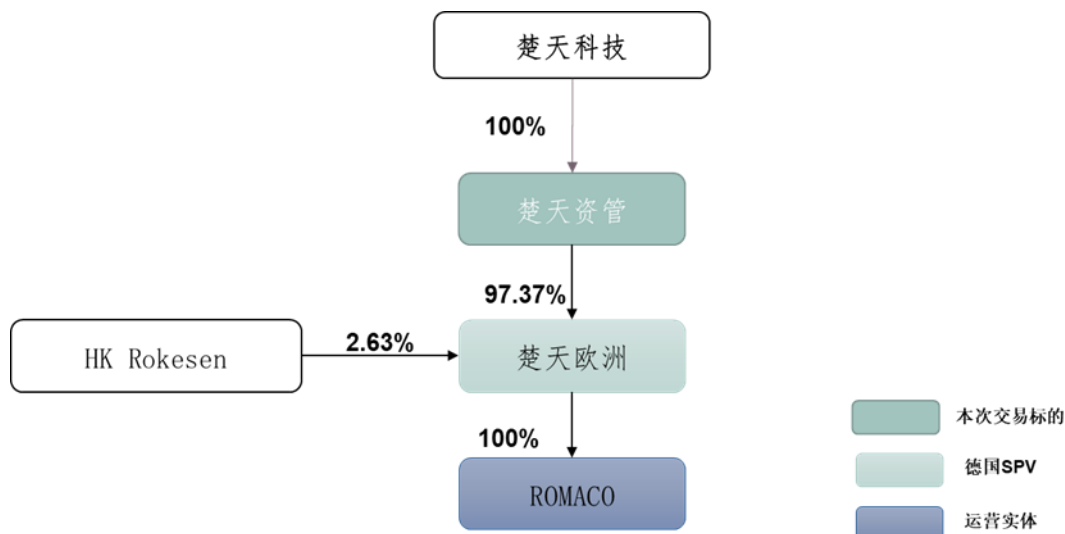 楚天科技
100%
楚天资管
97.37%
HK Rokesen
2.63%
楚天欧洲
100%
ROMACO
本次交易标的
德国SPV
运营实体